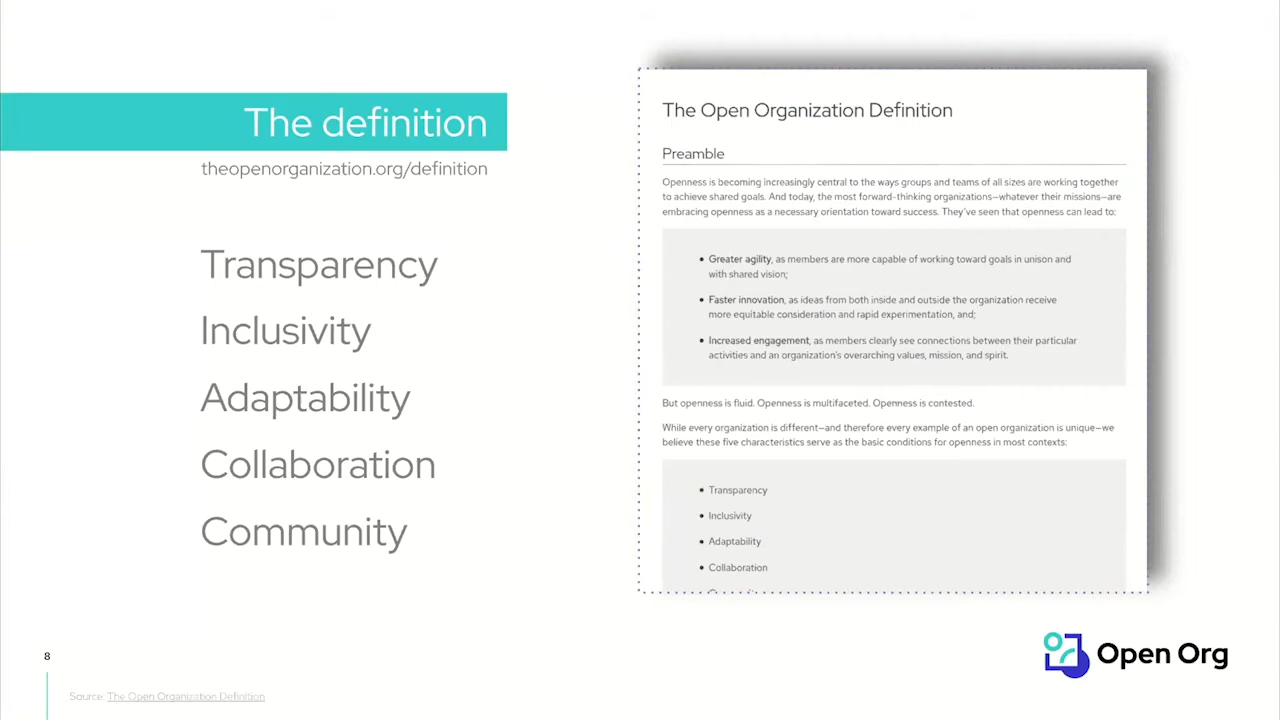 The definition
theopenorganization.org/definition
Transparency
Inclusivity
Adaptability
Collaboration
Community
The Open Organization Definition
Preamble
Openness is becoming increasingly central to the ways groups and teams of all sizes are working together
to achieve shared goals. And today, the most forward-thinking organizations—whatever their missions—are
embracing openness as a necessary orientation toward success. They've seen that openness can lead to:
• Greater agility, as members are more capable of working toward goals in unison and
with shared vision;
• Faster innovation, as ideas from both inside and outside the organization receive
more equitable consideration and rapid experimentation, and;
• Increased engagement, as members clearly see connections between their particular
activities and an organization's overarching values, mission, and spirit.
But openness is fluid. Openness is multifaceted. Openness is contested.
While every organization is different—and therefore every example of an open organization is unique—we
believe these five characteristics serve as the basic conditions for openness in most contexts:
• Transparency
• Inclusivity
• Adaptability
• Collaboration
8
Source: The Open Organization Definition
Open Org